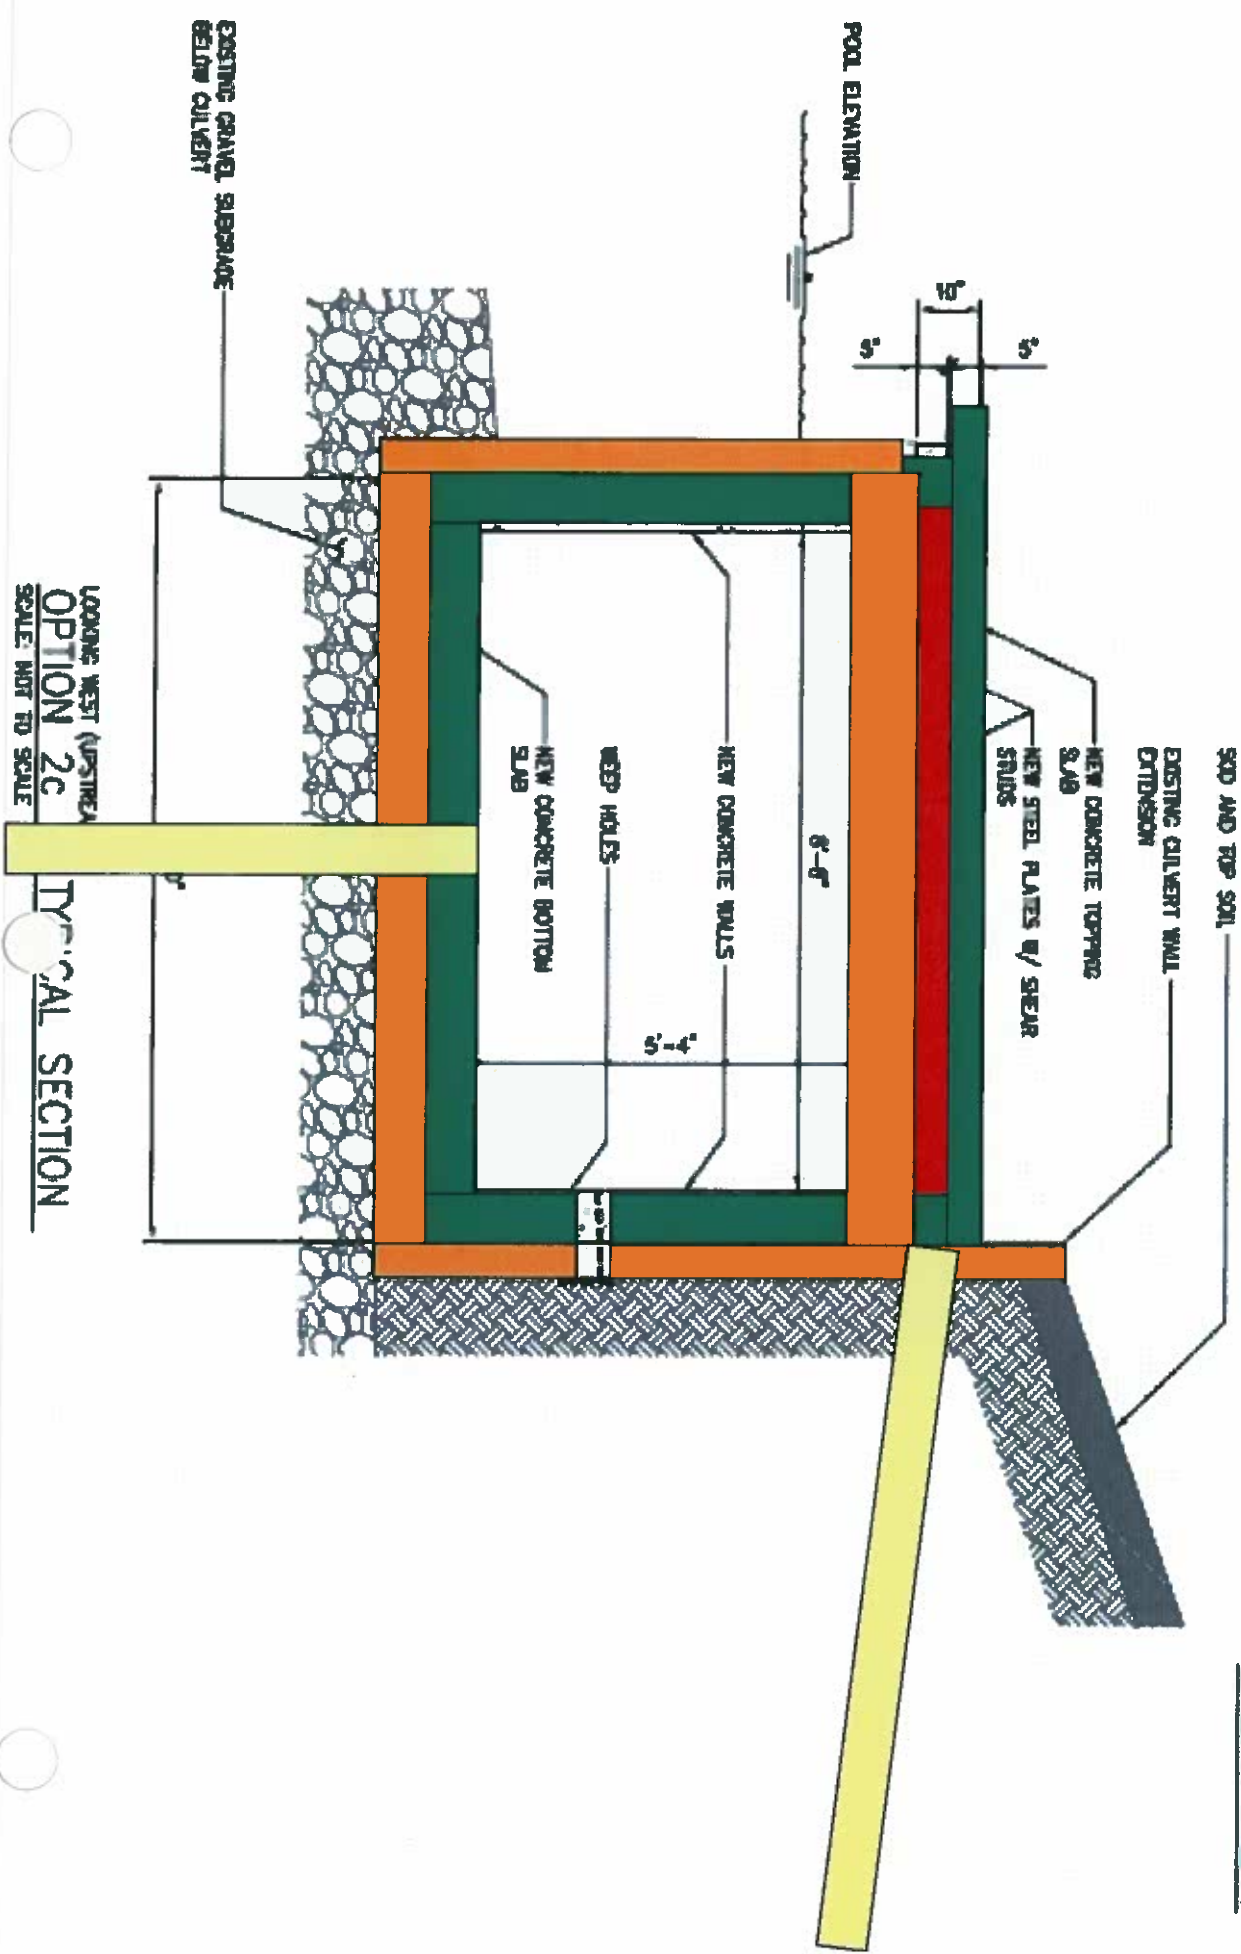 SOD AND TOP SOIL
EXISTING CULVERT WALL
EXTENSION
NEW CONCRETE TOPPING
SLAB
NEW STEEL PLATES W/ SHEAR
STUDS
POOL ELEVATION
10"
5"
5"
8'-8"
NEW CONCRETE WALLS
5'-4"
WEEP HOLES
NEW CONCRETE BOTTOM
SLAB
EXISTING GRAVEL SUBGRADE
BELOW CULVERT
LOOKING WEST (UPSTREA
OPTION 2c TYPICAL SECTION
SCALE: NOT TO SCALE